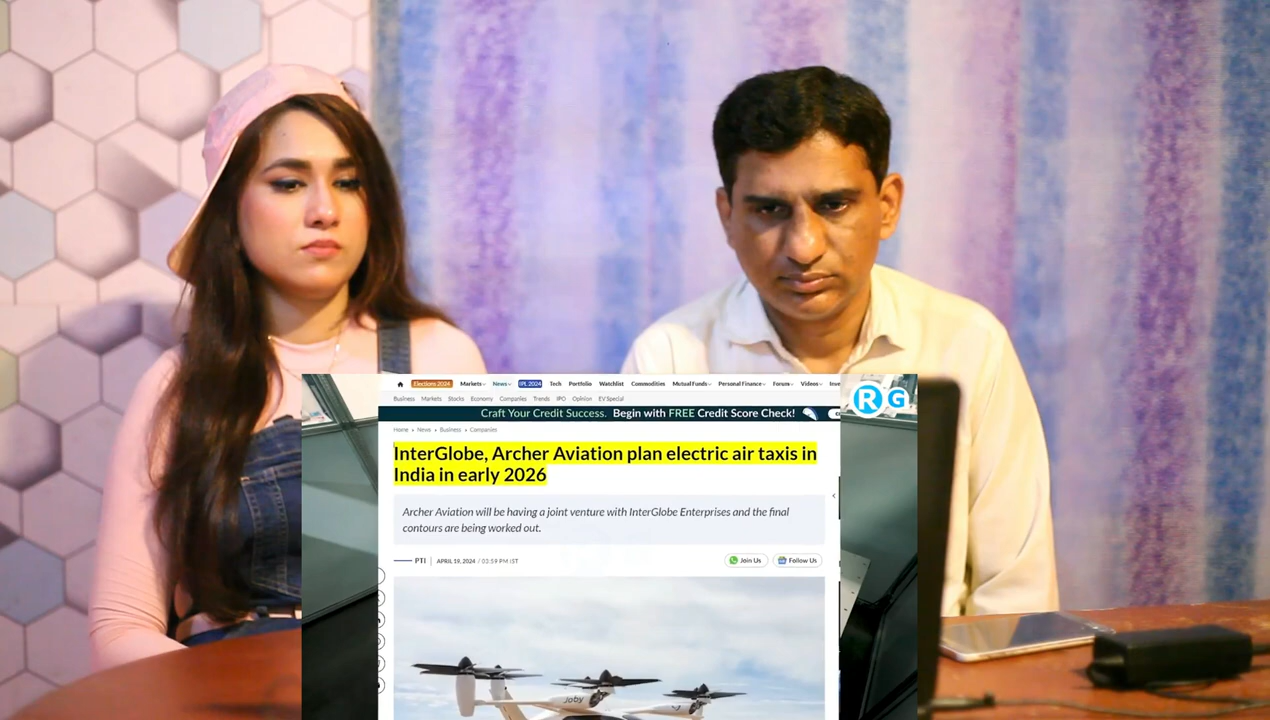 Elections 2024 Markets News IPL 2024 Tech Portfolio Watchlist Commodities Mutual Funds Personal Finance Forum Videos Inve
Business Markets Stocks Economy Companies Trends IPO Opinion EV Special
R G
Craft Your Credit Success. Begin with FREE Credit Score Check!
Home News Business Companies
InterGlobe, Archer Aviation plan electric air taxis in
India in early 2026
Archer Aviation will be having a joint venture with InterGlobe Enterprises and the final
contours are being worked out.
PTI | APRIL 19, 2024 / 03:59 PM IST
Join Us Follow Us
Joby